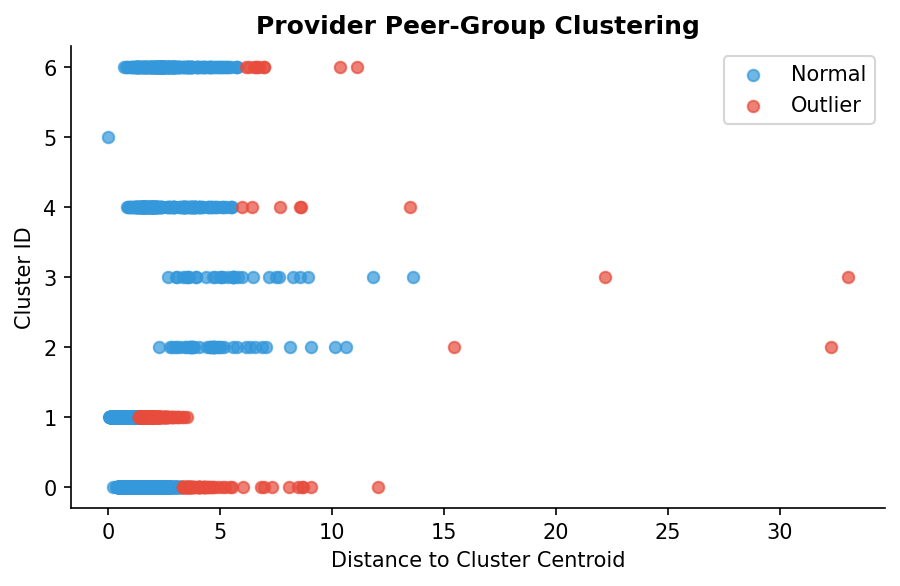 Provider Peer-Group Clustering
Normal
Outlier
Cluster ID
6
5
4
3
2
1
0
0 5 10 15 20 25 30
Distance to Cluster Centroid